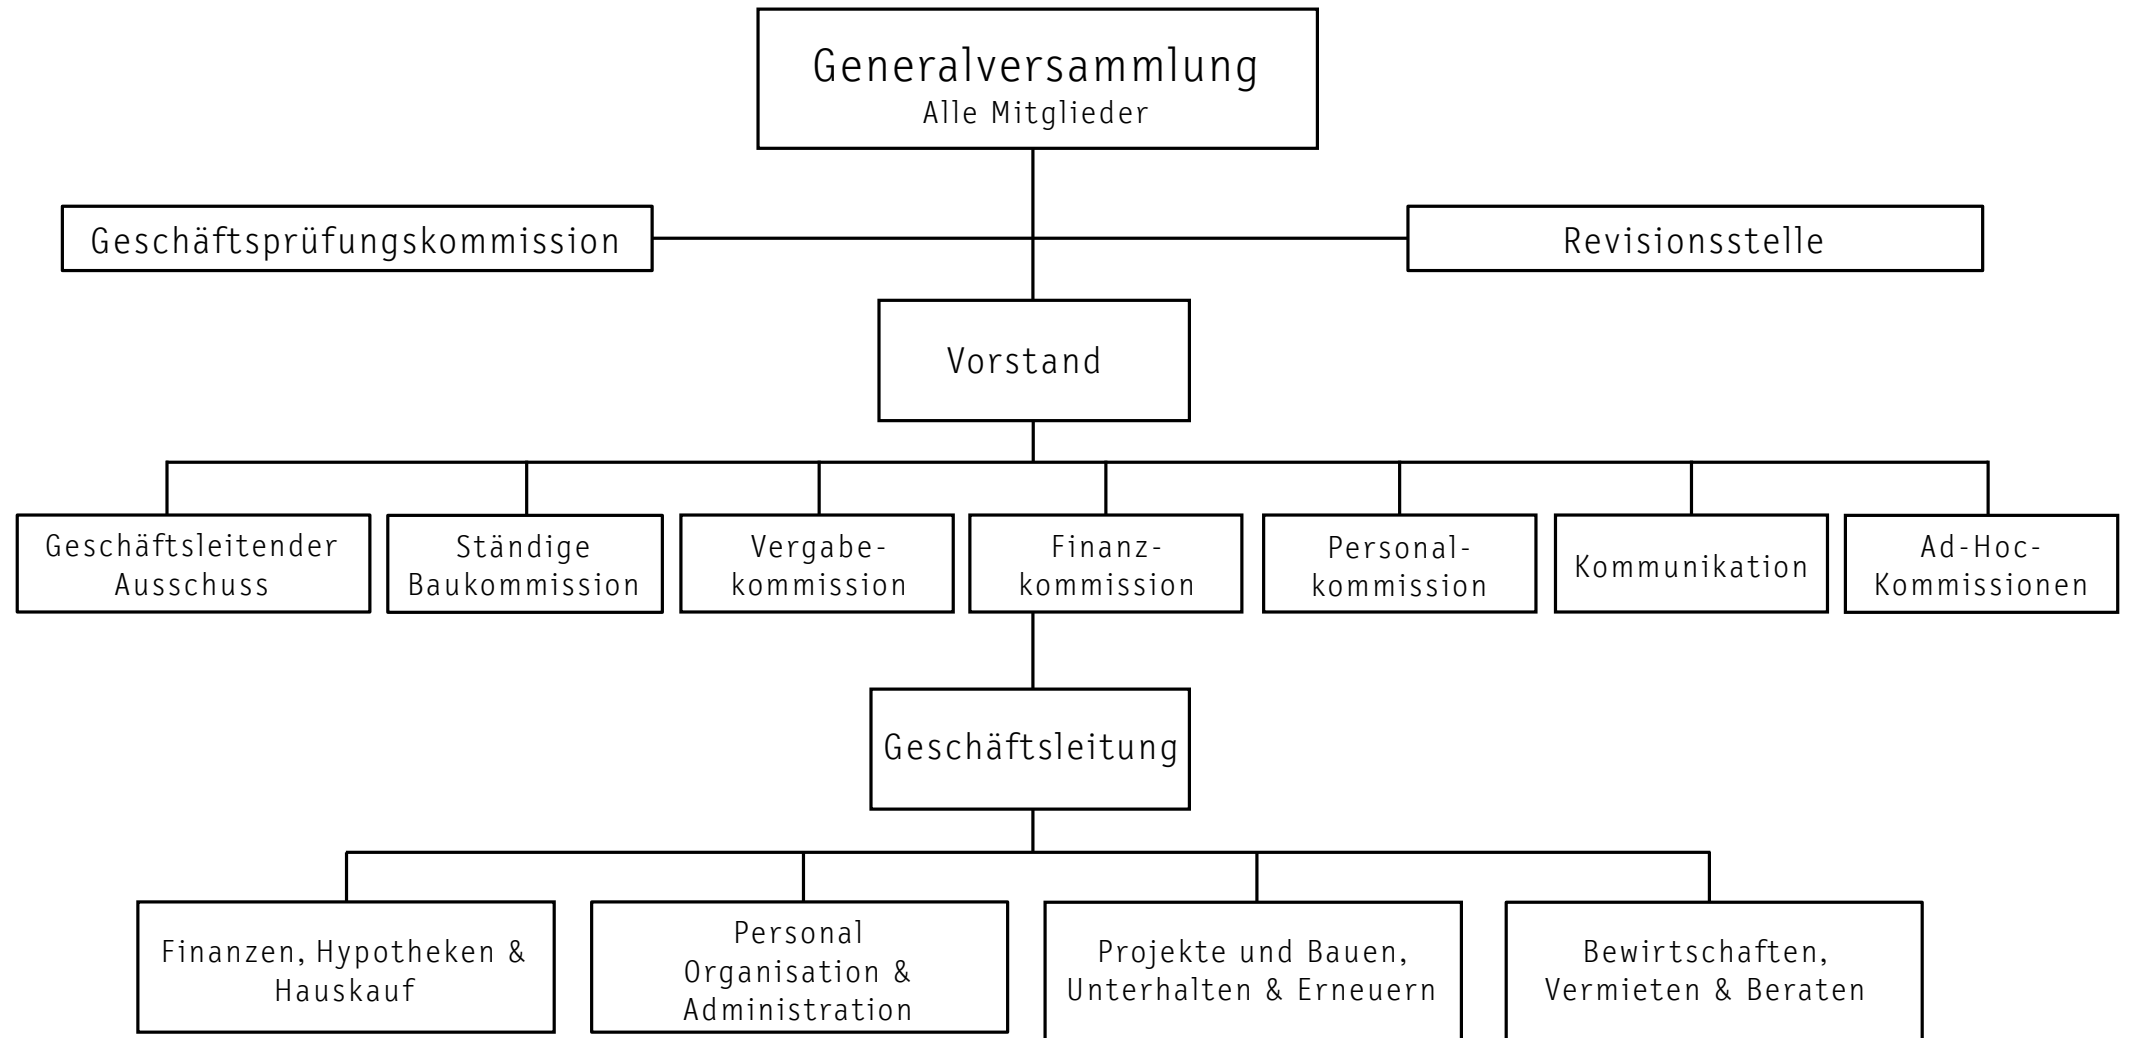 Generalversammlung
Alle Mitglieder
Geschäftsprüfungskommission
Revisionsstelle
Vorstand
Geschäftsleitender
Ausschuss
Ständige
Baukommission
Vergabe-
kommission
Finanz-
kommission
Personal-
kommission
Kommunikation
Ad-Hoc-
Kommissionen
Geschäftsleitung
Finanzen, Hypotheken &
Hauskauf
Personal
Organisation &
Administration
Projekte und Bauen,
Unterhalten & Erneuern
Bewirtschaften,
Vermieten & Beraten